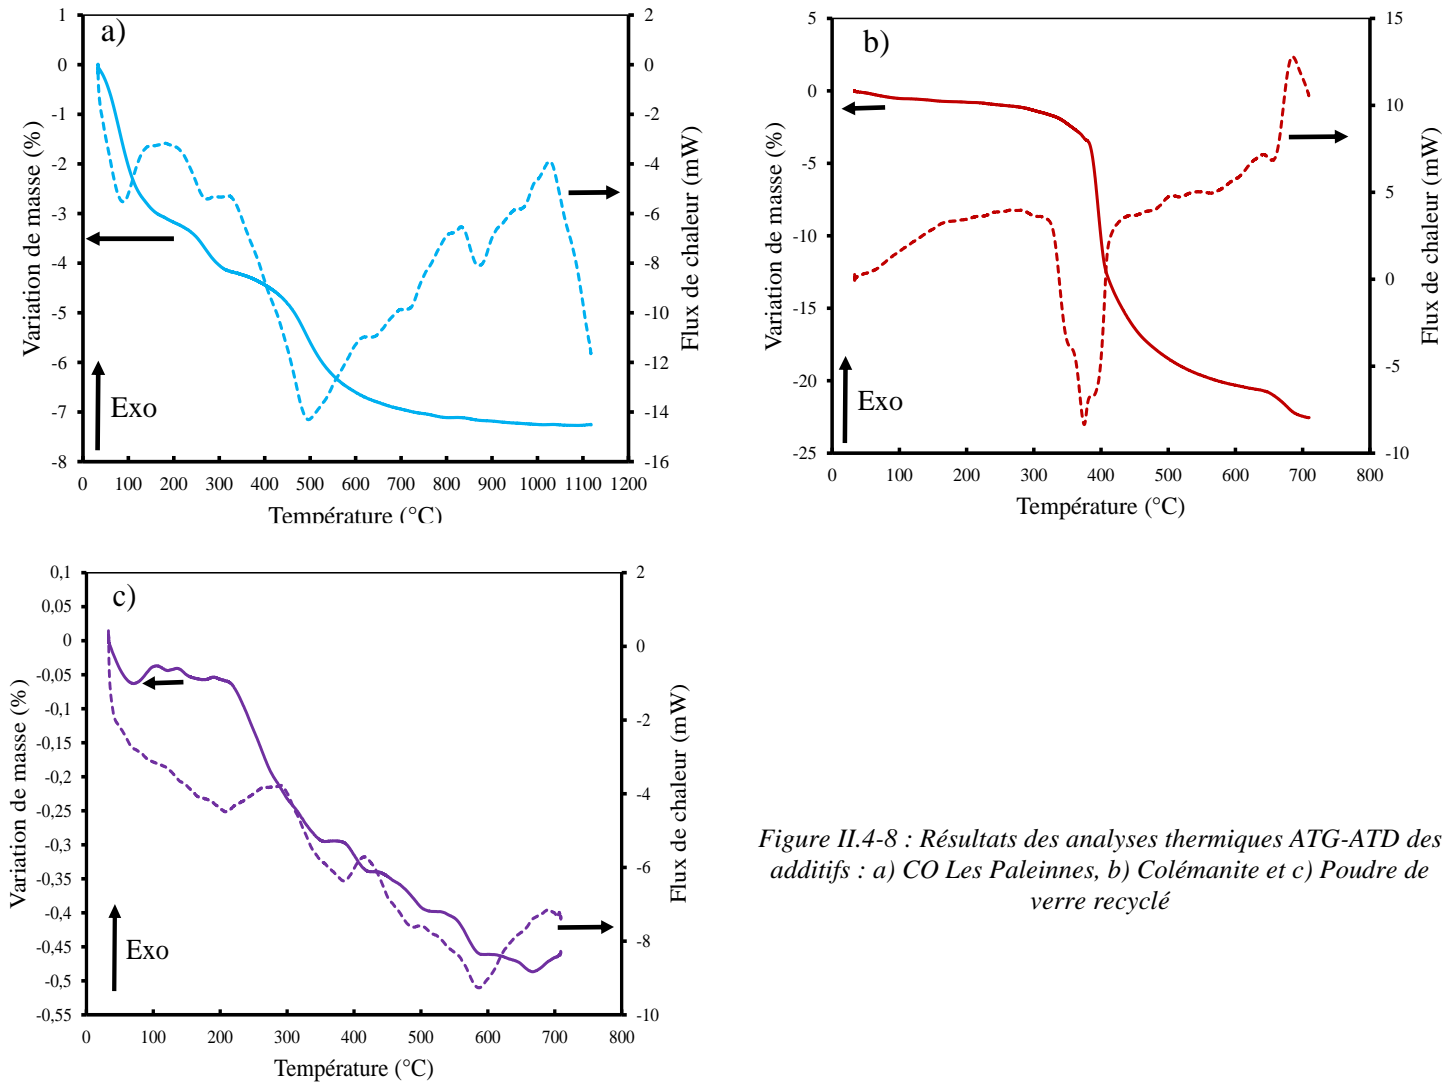 a)
1
0
-1
-2
-3
-4
-5
-6
-7
-8
2
0
-2
-4
-6
-8
-10
-12
-14
-16
0 100 200 300 400 500 600 700 800 900 1000 1100 1200
Variation de masse (%)
Flux de chaleur (mW)
Exo
Température (°C)
b)
5
0
-5
-10
-15
-20
-25
15
10
5
0
-5
-10
0 100 200 300 400 500 600 700 800
Variation de masse (%)
Flux de chaleur (mW)
Exo
Température (°C)
c)
0,1
0,05
0
-0,05
-0,1
-0,15
-0,2
-0,25
-0,3
-0,35
-0,4
-0,45
-0,5
-0,55
2
0
-2
-4
-6
-8
-10
0 100 200 300 400 500 600 700 800
Variation de masse (%)
Flux de chaleur (mW)
Exo
Température (°C)
Figure II.4-8 : Résultats des analyses thermiques ATG-ATD des
additifs : a) CO Les Paleinnes, b) Colémanite et c) Poudre de
verre recyclé